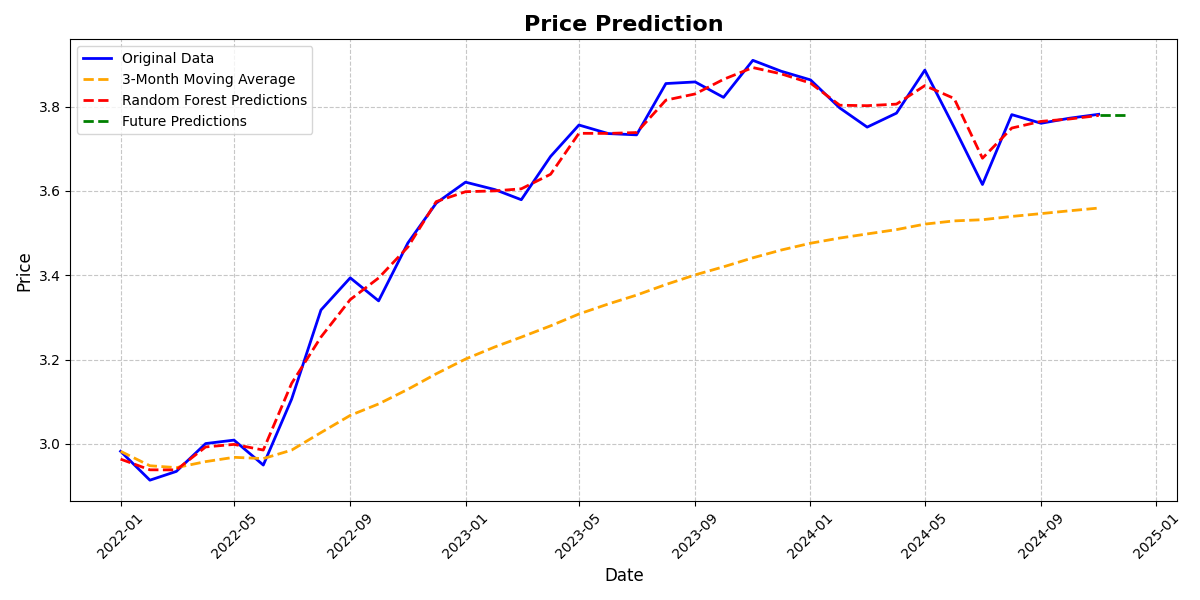 Price Prediction
Original Data
3-Month Moving Average
Random Forest Predictions
Future Predictions
Price
3.8
3.6
3.4
3.2
3.0
2022-01
2022-05
2022-09
2023-01
2023-05
2023-09
2024-01
2024-05
2024-09
2025-01
Date